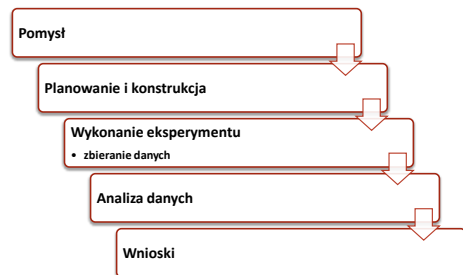 Pomysł
Planowanie i konstrukcja
Wykonanie eksperymentu
• zbieranie danych
Analiza danych
Wnioski